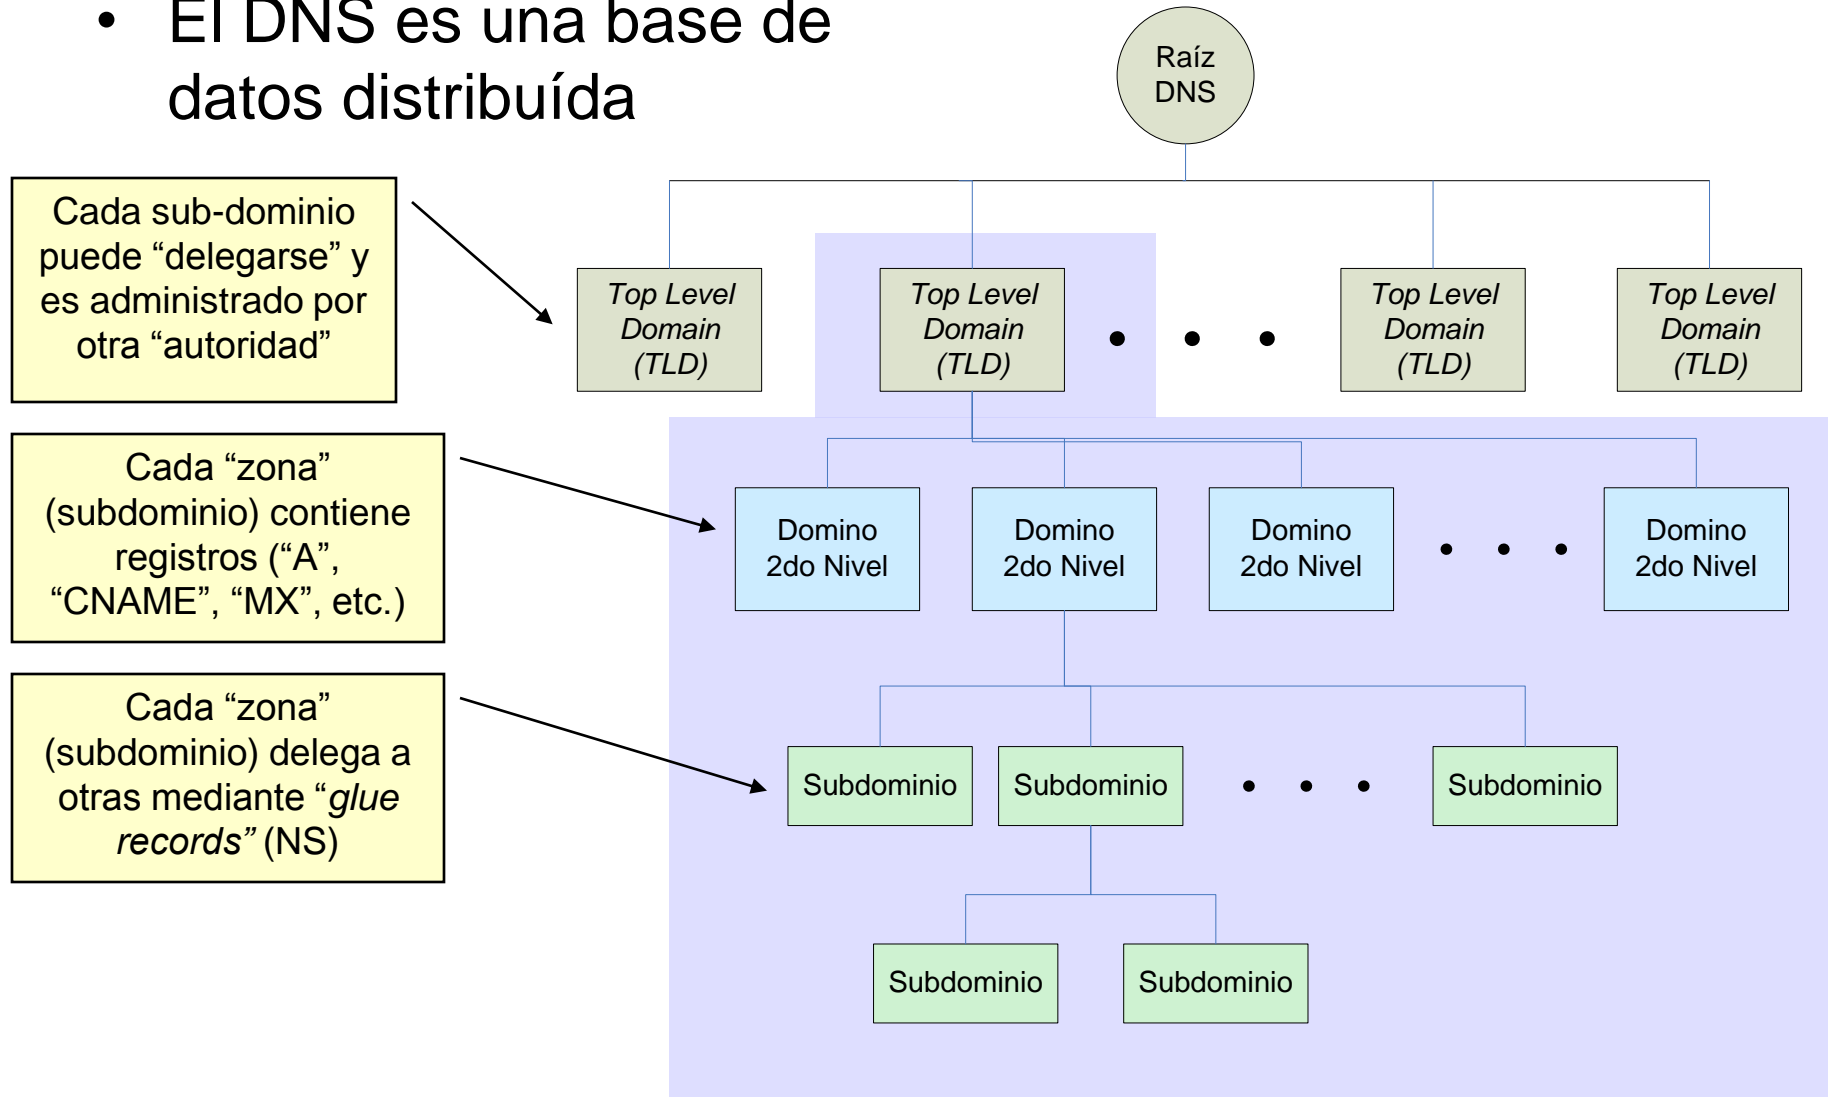 • El DNS es una base de
datos distribuída
Raíz
DNS
Cada sub-dominio
puede “delegarse” y
es administrado por
otra “autoridad”
Top Level
Domain
(TLD)
Top Level
Domain
(TLD)
• • •
Top Level
Domain
(TLD)
Top Level
Domain
(TLD)
Cada “zona”
(subdominio) contiene
registros (“A”,
“CNAME”, “MX”, etc.)
Domino
2do Nivel
Domino
2do Nivel
Domino
2do Nivel
• • •
Domino
2do Nivel
Cada “zona”
(subdominio) delega a
otras mediante “glue
records” (NS)
Subdominio
Subdominio
• • •
Subdominio
Subdominio
Subdominio